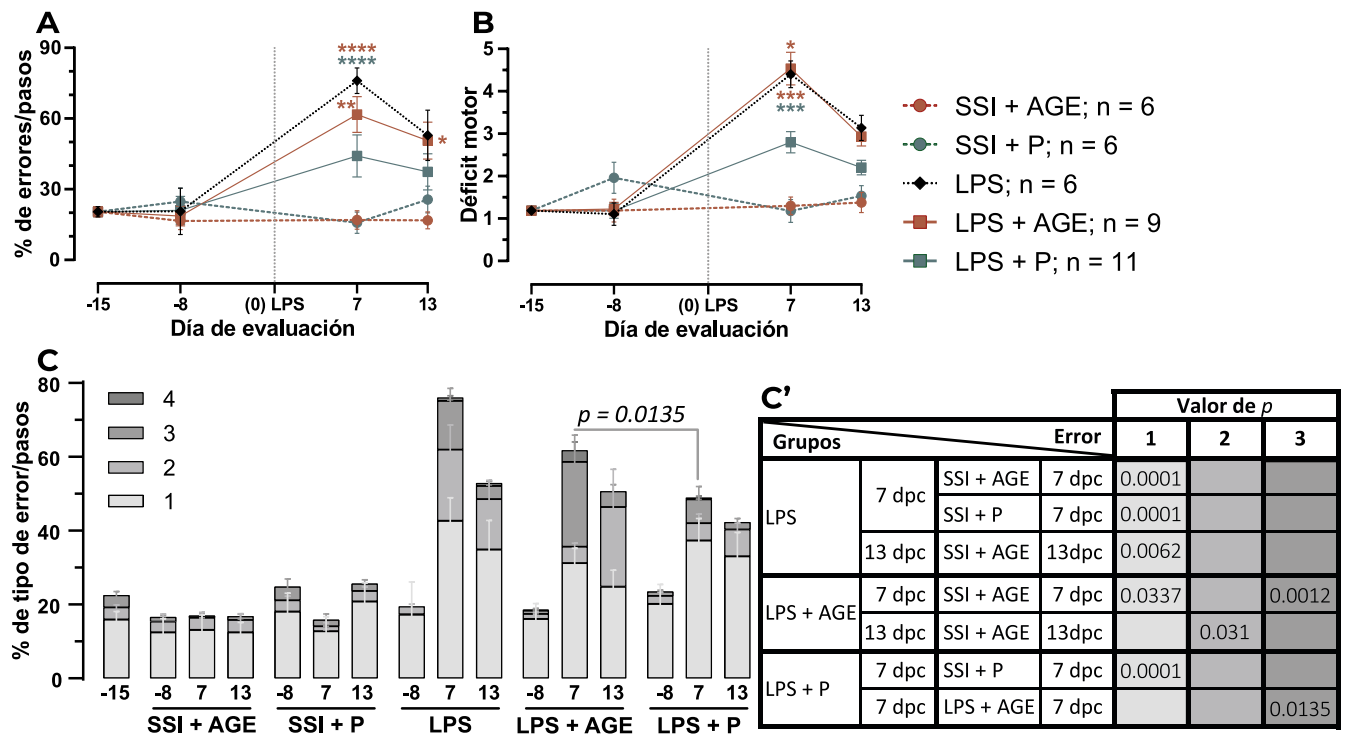 A
% de errores/pasos
90
60
30
0
****
****
**
*
-15
-8
(0) LPS
7
13
Día de evaluación
B
Déficit motor
5
4
3
2
1
0
*
***
***
-15
-8
(0) LPS
7
13
Día de evaluación
SSI + AGE; n = 6
SSI + P; n = 6
LPS; n = 6
LPS + AGE; n = 9
LPS + P; n = 11
C
% de tipo de error/pasos
80
60
40
20
0
4
3
2
1
p = 0.0135
-15
-8 7 13
SSI + AGE
-8 7 13
SSI + P
-8 7 13
LPS
-8 7 13
LPS + AGE
-8 7 13
LPS + P
C'
Valor de p
Grupos Error 1 2 3
LPS 7 dpc SSI + AGE 7 dpc 0.0001
SSI + P 7 dpc 0.0001
13 dpc SSI + AGE 13dpc 0.0062
LPS + AGE 7 dpc SSI + AGE 7 dpc 0.0337 0.0012
13 dpc SSI + AGE 13dpc 0.031
LPS + P 7 dpc SSI + P 7 dpc 0.0001
7 dpc LPS + AGE 7 dpc 0.0135